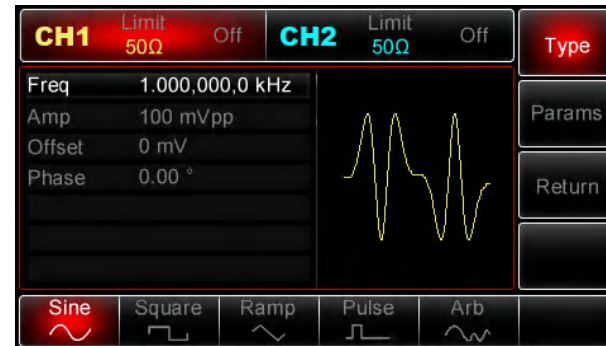 CH1 Limit Off CH2 Limit Off
50Ω 50Ω
Type
Freq 1.000,000,0 kHz
Amp 100 mVpp
Params
Offset 0 mV
Phase 0.00 °
Return
Sine Square Ramp Pulse Arb